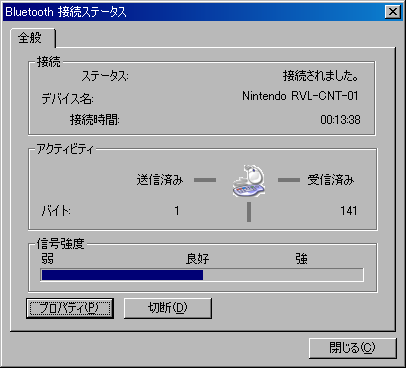 Bluetooth 接続ステータス
全般
接続
ステータス: 接続されました。
デバイス名: Nintendo RVL-CNT-01
接続時間: 00:13:38
アクティビティ
送信済み 受信済み
バイト: 1 141
信号強度
弱 良好 強
プロパティ(P) 切断(D)
閉じる(C)